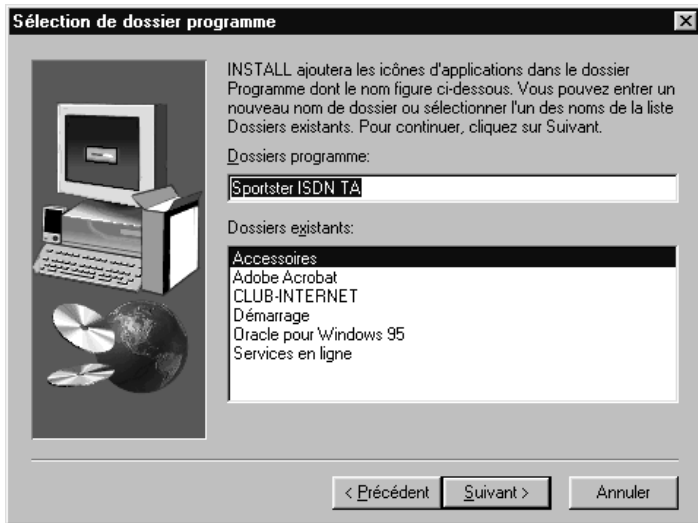 Sélection de dossier programme
INSTALL ajoutera les icônes d'applications dans le dossier
Programme dont le nom figure ci-dessous. Vous pouvez entrer un
nouveau nom de dossier ou sélectionner l'un des noms de la liste
Dossiers existants. Pour continuer, cliquez sur Suivant.
Dossiers programme:
Sportster ISDN TA
Dossiers existants:
Accessoires
Adobe Acrobat
CLUB-INTERNET
Démarrage
Oracle pour Windows 95
Services en ligne
< Précédent
Suivant >
Annuler